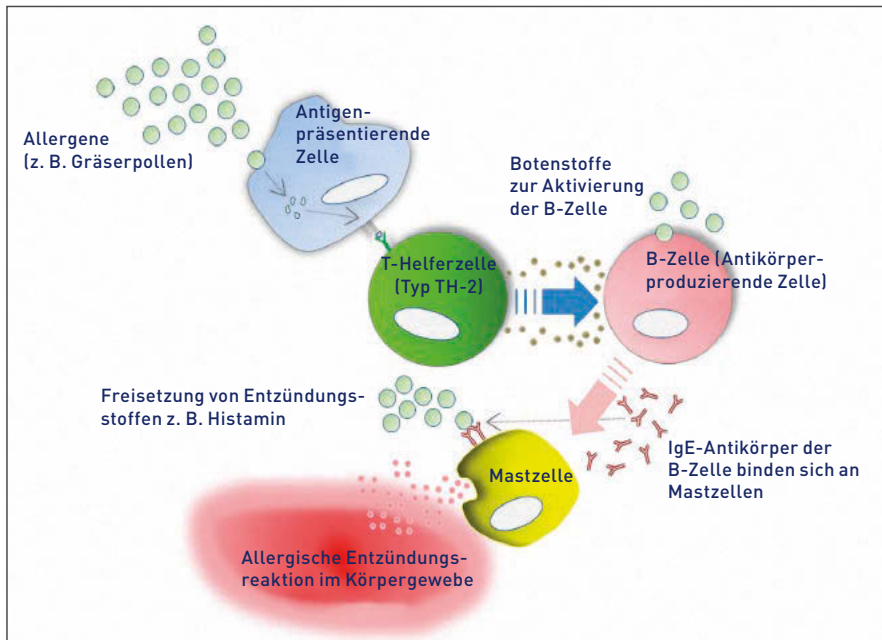 Allergene
(z. B. Gräserpollen)
Antigen-
präsentierende
Zelle
Botenstoffe
zur Aktivierung
der B-Zelle
T-Helferzelle
(Typ TH-2)
B-Zelle (Antikörper-
produzierende Zelle)
Freisetzung von Entzündungs-
stoffen z. B. Histamin
Mastzelle
IgE-Antikörper der
B-Zelle binden sich an
Mastzellen
Allergische Entzündungs-
reaktion im Körpergewebe